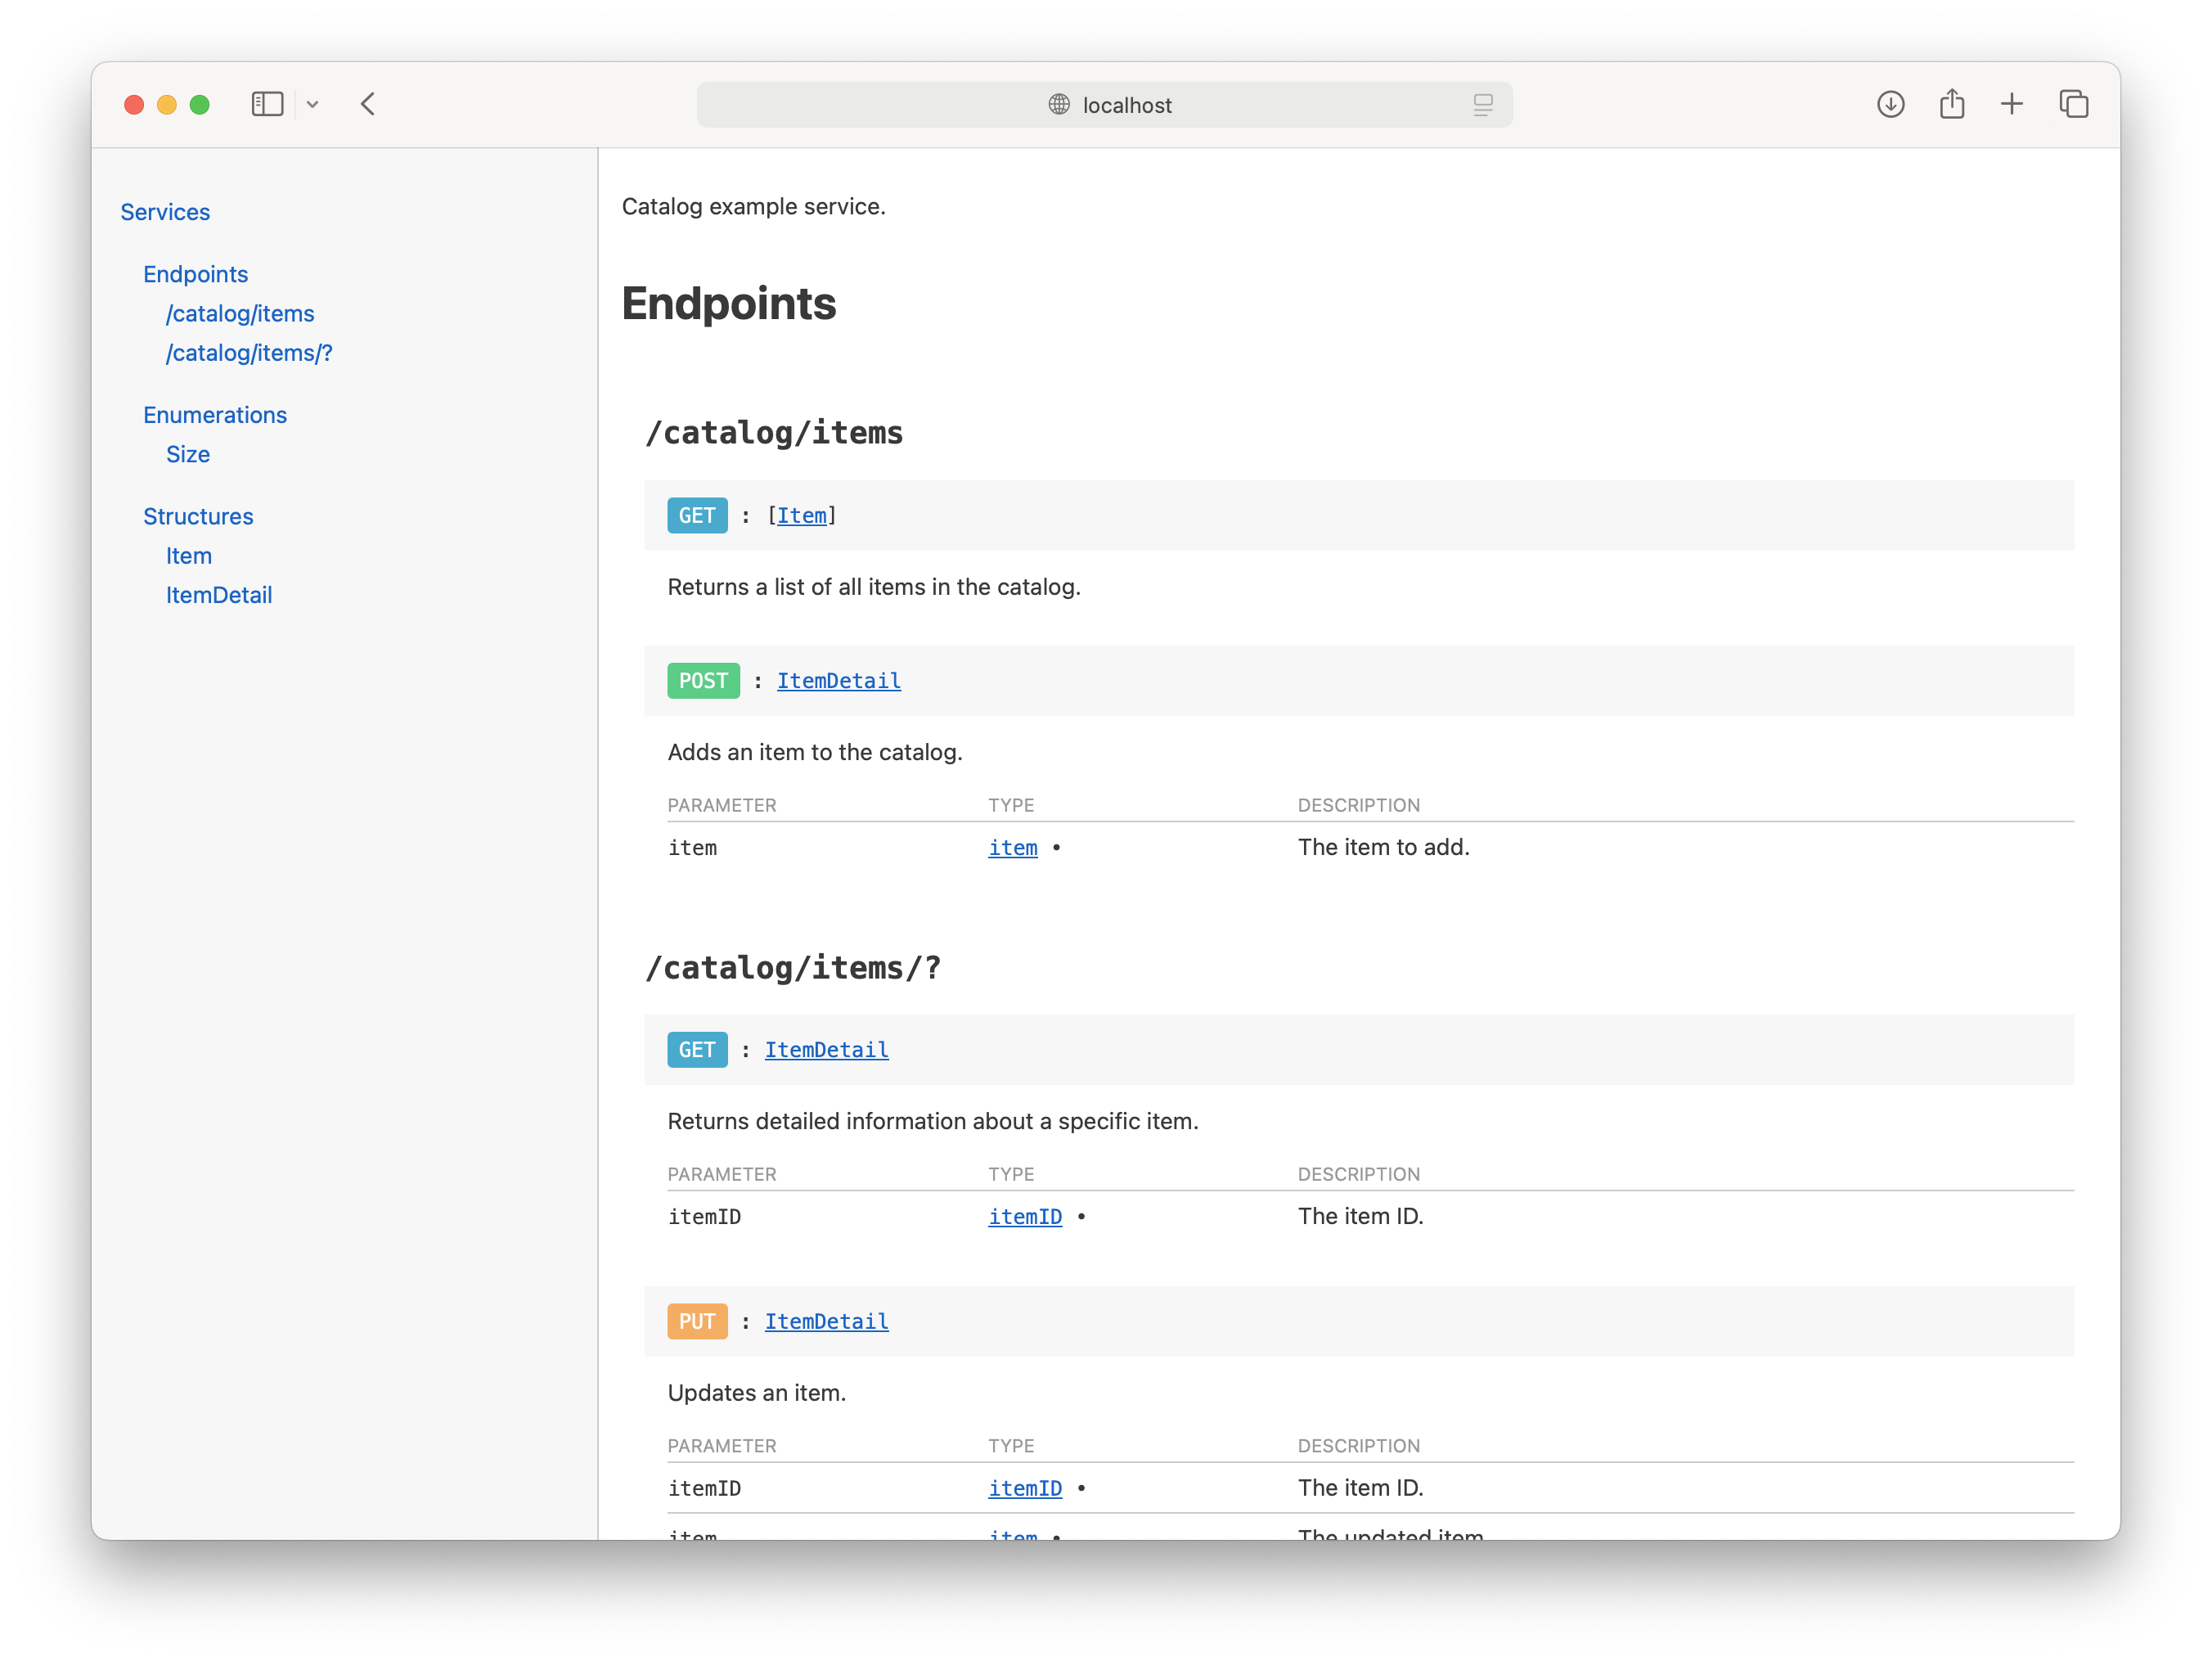 localhost
Services
Endpoints
/catalog/items
/catalog/items/?
Enumerations
Size
Structures
Item
ItemDetail
Catalog example service.
Endpoints
/catalog/items
GET : [Item]
Returns a list of all items in the catalog.
POST : ItemDetail
Adds an item to the catalog.
PARAMETER TYPE DESCRIPTION
item item • The item to add.
/catalog/items/?
GET : ItemDetail
Returns detailed information about a specific item.
PARAMETER TYPE DESCRIPTION
itemID itemID • The item ID.
PUT : ItemDetail
Updates an item.
PARAMETER TYPE DESCRIPTION
itemID itemID • The item ID.
item item • The updated item